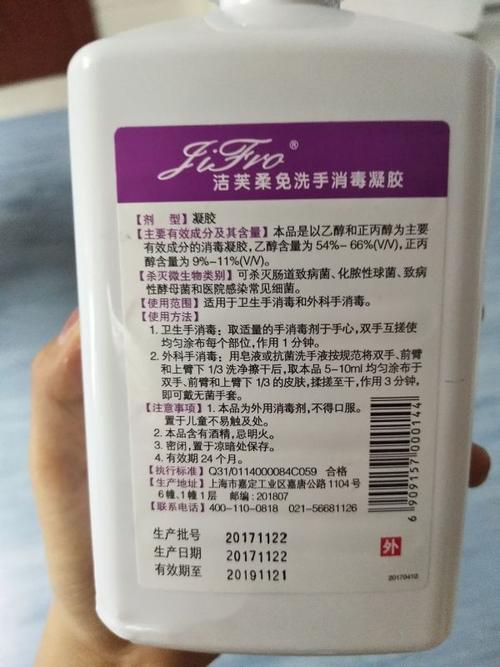 JiFro®
洁芙柔免洗手消毒凝胶
【剂 型】凝胶
【主要有效成分及其含量】本品是以乙醇和正丙醇为主要
有效成分的消毒凝胶,乙醇含量为54%-66%(V/V),正丙
醇含量为9%-11%(V/V)。
【杀灭微生物类别】可杀灭肠道致病菌、化脓性球菌、致病
性酵母菌和医院感染常见细菌。
【使用范围】适用于卫生手消毒和外科手消毒。
【使用方法】
1. 卫生手消毒:取适量的手消毒剂于手心,双手互搓使
均匀涂布每个部位,作用1分钟。
2. 外科手消毒:用皂液或抗菌洗手液按规范将双手、前臂
和上臂下1/3洗净擦干后,取本品5-10ml均匀涂布于
双手、前臂和上臂下1/3的皮肤,揉搓至干,作用3分钟,
即可戴无菌手套。
【注意事项】1. 本品为外用消毒剂,不得口服。
置于儿童不易触及处。
2. 本品含有酒精,忌明火。
3. 密闭,置于凉暗处保存。
4. 有效期24个月。
【执行标准】Q31/0114000084C059 合格
【生产地址】上海市嘉定工业区嘉唐公路1104号
6幢、1幢1层 邮编:201807
【联系电话】400-110-0818 021-56681126
6 909157 000144
生产批号 20171122
生产日期 20171122
有效期至 20191121
外
20170410